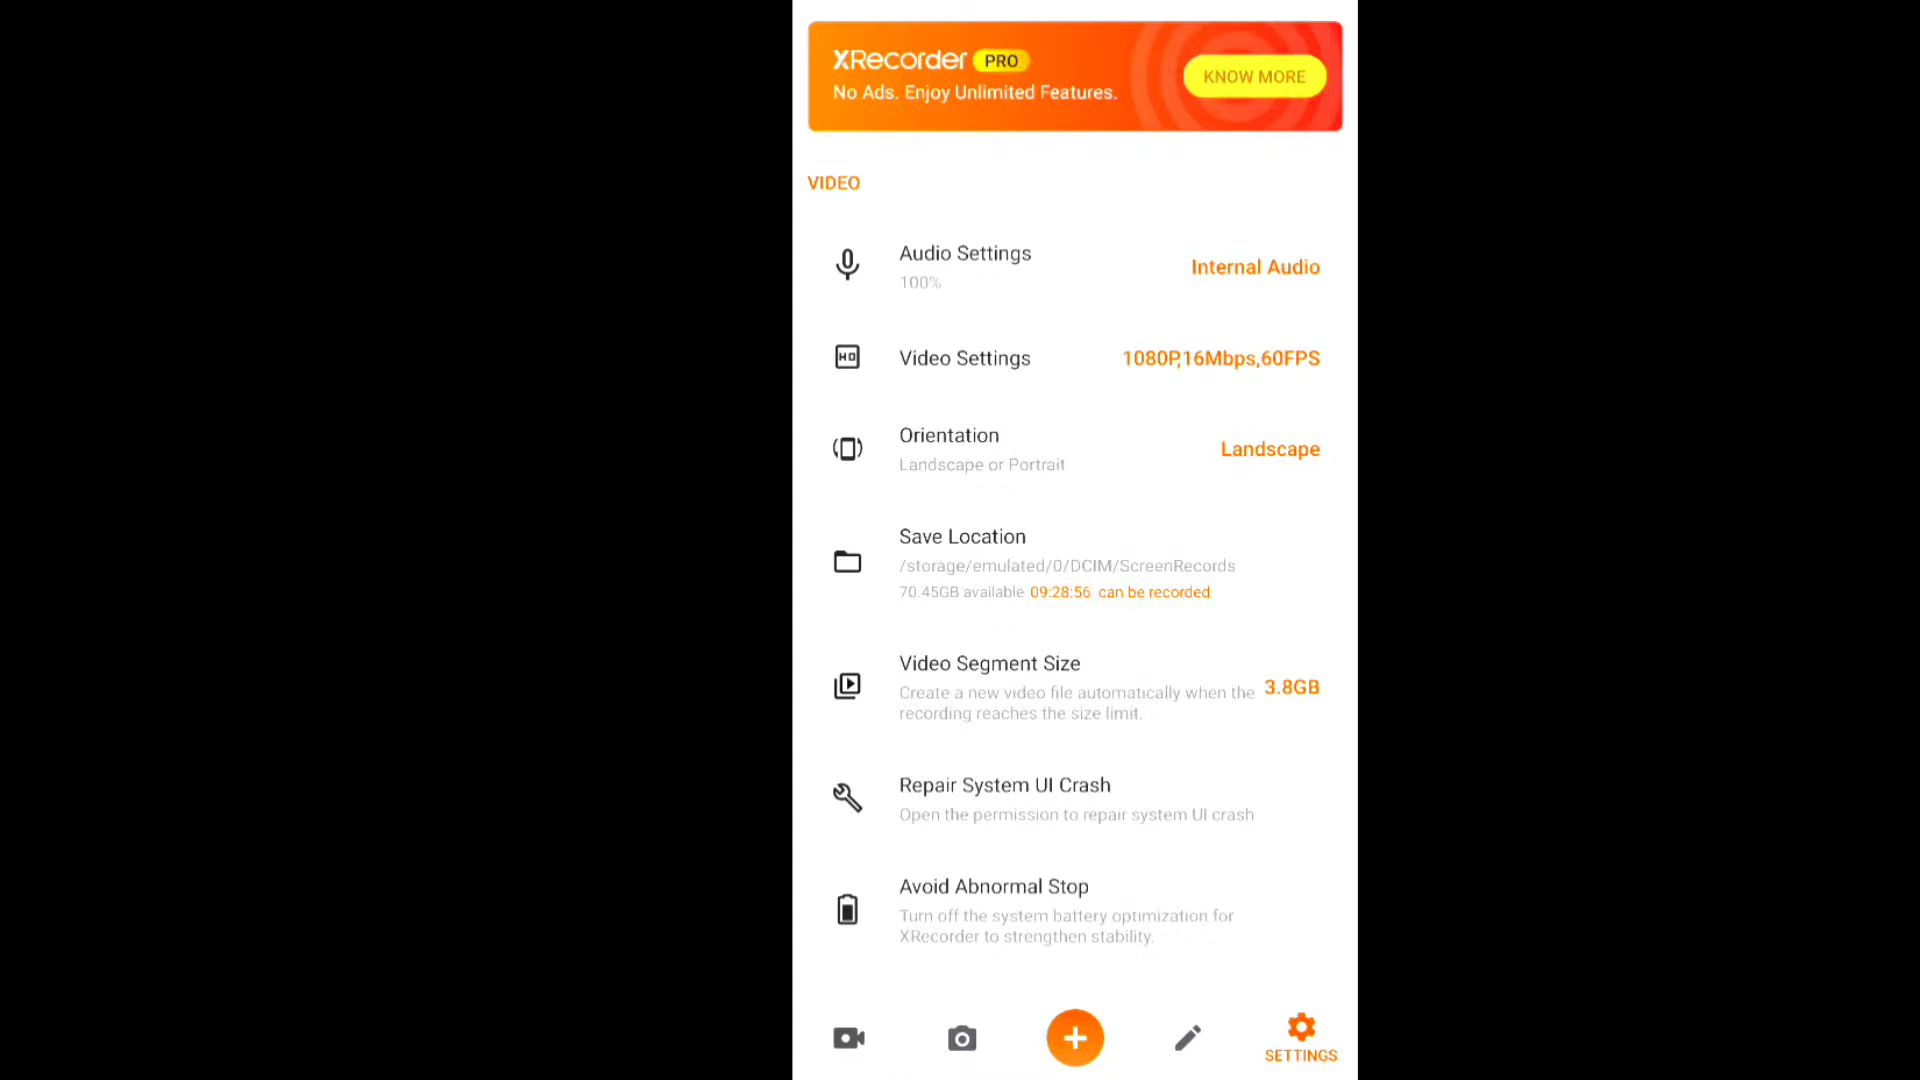 XRecorder PRO
No Ads. Enjoy Unlimited Features.
KNOW MORE
VIDEO
Audio Settings
100%
Internal Audio
HD
Video Settings
1080P,16Mbps,60FPS
Orientation
Landscape or Portrait
Landscape
Save Location
/storage/emulated/0/DCIM/ScreenRecords
70.45GB available 09:28:56 can be recorded
Video Segment Size
Create a new video file automatically when the
recording reaches the size limit.
3.8GB
Repair System UI Crash
Open the permission to repair system UI crash
Avoid Abnormal Stop
Turn off the system battery optimization for
XRecorder to strengthen stability.
SETTINGS